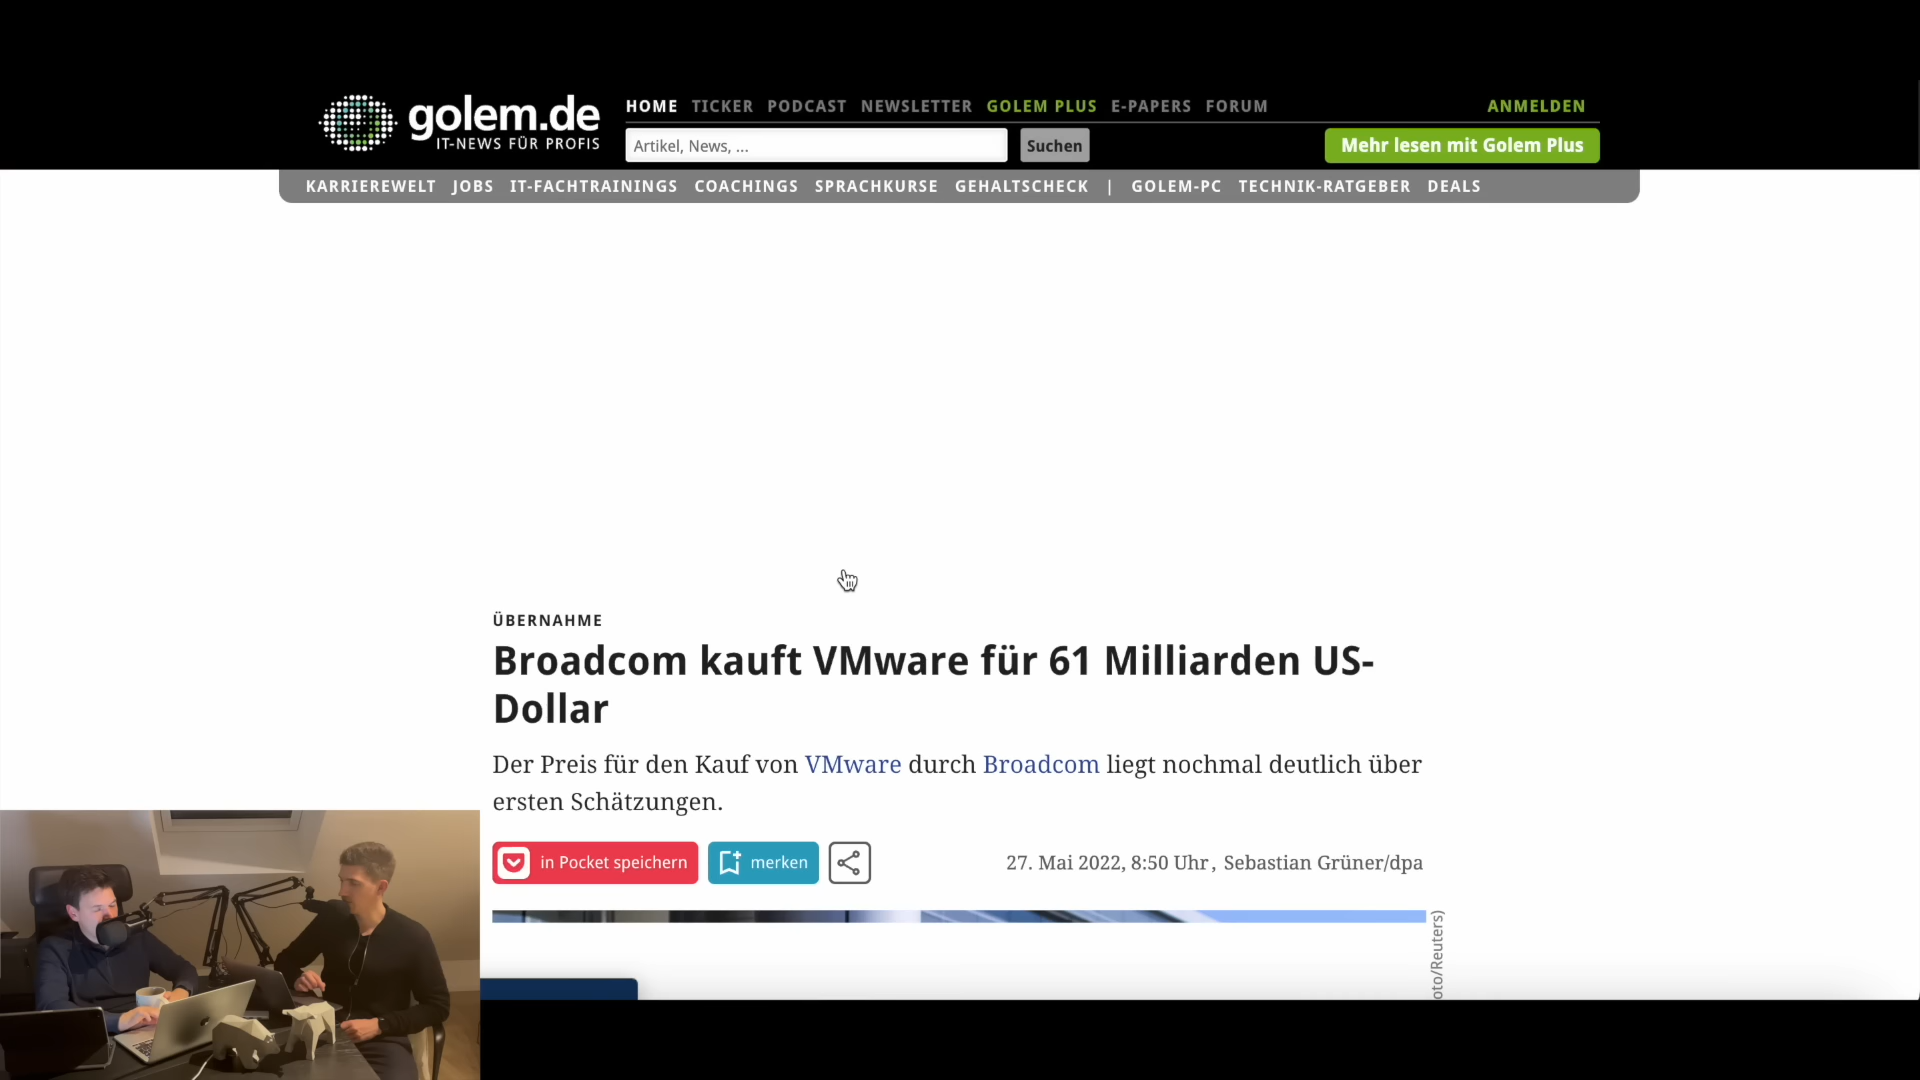 golem.de
IT-NEWS FÜR PROFIS
HOME TICKER PODCAST NEWSLETTER GOLEM PLUS E-PAPERS FORUM
ANMELDEN
Artikel, News, ...
Suchen
Mehr lesen mit Golem Plus
KARRIEREWELT JOBS IT-FACHTRAININGS COACHINGS SPRACHKURSE GEHALTSCHECK | GOLEM-PC TECHNIK-RATGEBER DEALS
ÜBERNAHME
Broadcom kauft VMware für 61 Milliarden US-
Dollar
Der Preis für den Kauf von VMware durch Broadcom liegt nochmal deutlich über
ersten Schätzungen.
in Pocket speichern
merken
27. Mai 2022, 8:50 Uhr, Sebastian Grüner/dpa
oto/Reuters)